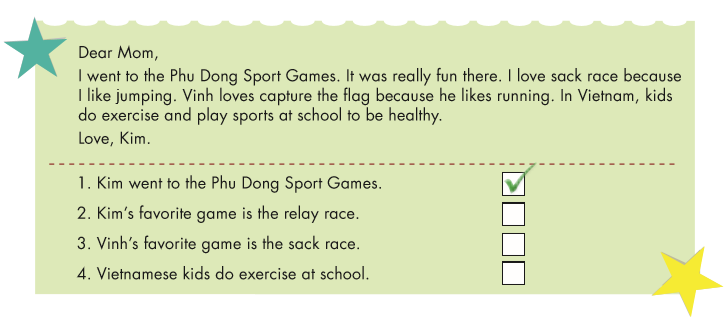 Dear Mom,
I went to the Phu Dong Sport Games. It was really fun there. I love sack race because
I like jumping. Vinh loves capture the flag because he likes running. In Vietnam, kids
do exercise and play sports at school to be healthy.
Love, Kim.
1. Kim went to the Phu Dong Sport Games.
2. Kim's favorite game is the relay race.
3. Vinh's favorite game is the sack race.
4. Vietnamese kids do exercise at school.